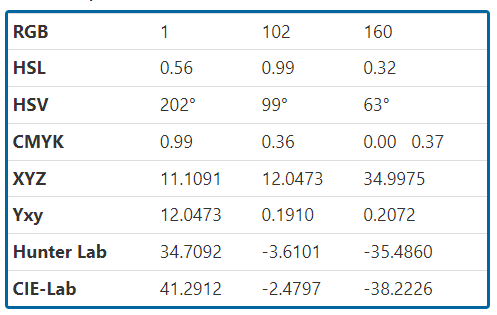 RGB 1 102 160
HSL 0.56 0.99 0.32
HSV 202° 99° 63°
CMYK 0.99 0.36 0.00 0.37
XYZ 11.1091 12.0473 34.9975
Yxy 12.0473 0.1910 0.2072
Hunter Lab 34.7092 -3.6101 -35.4860
CIE-Lab 41.2912 -2.4797 -38.2226